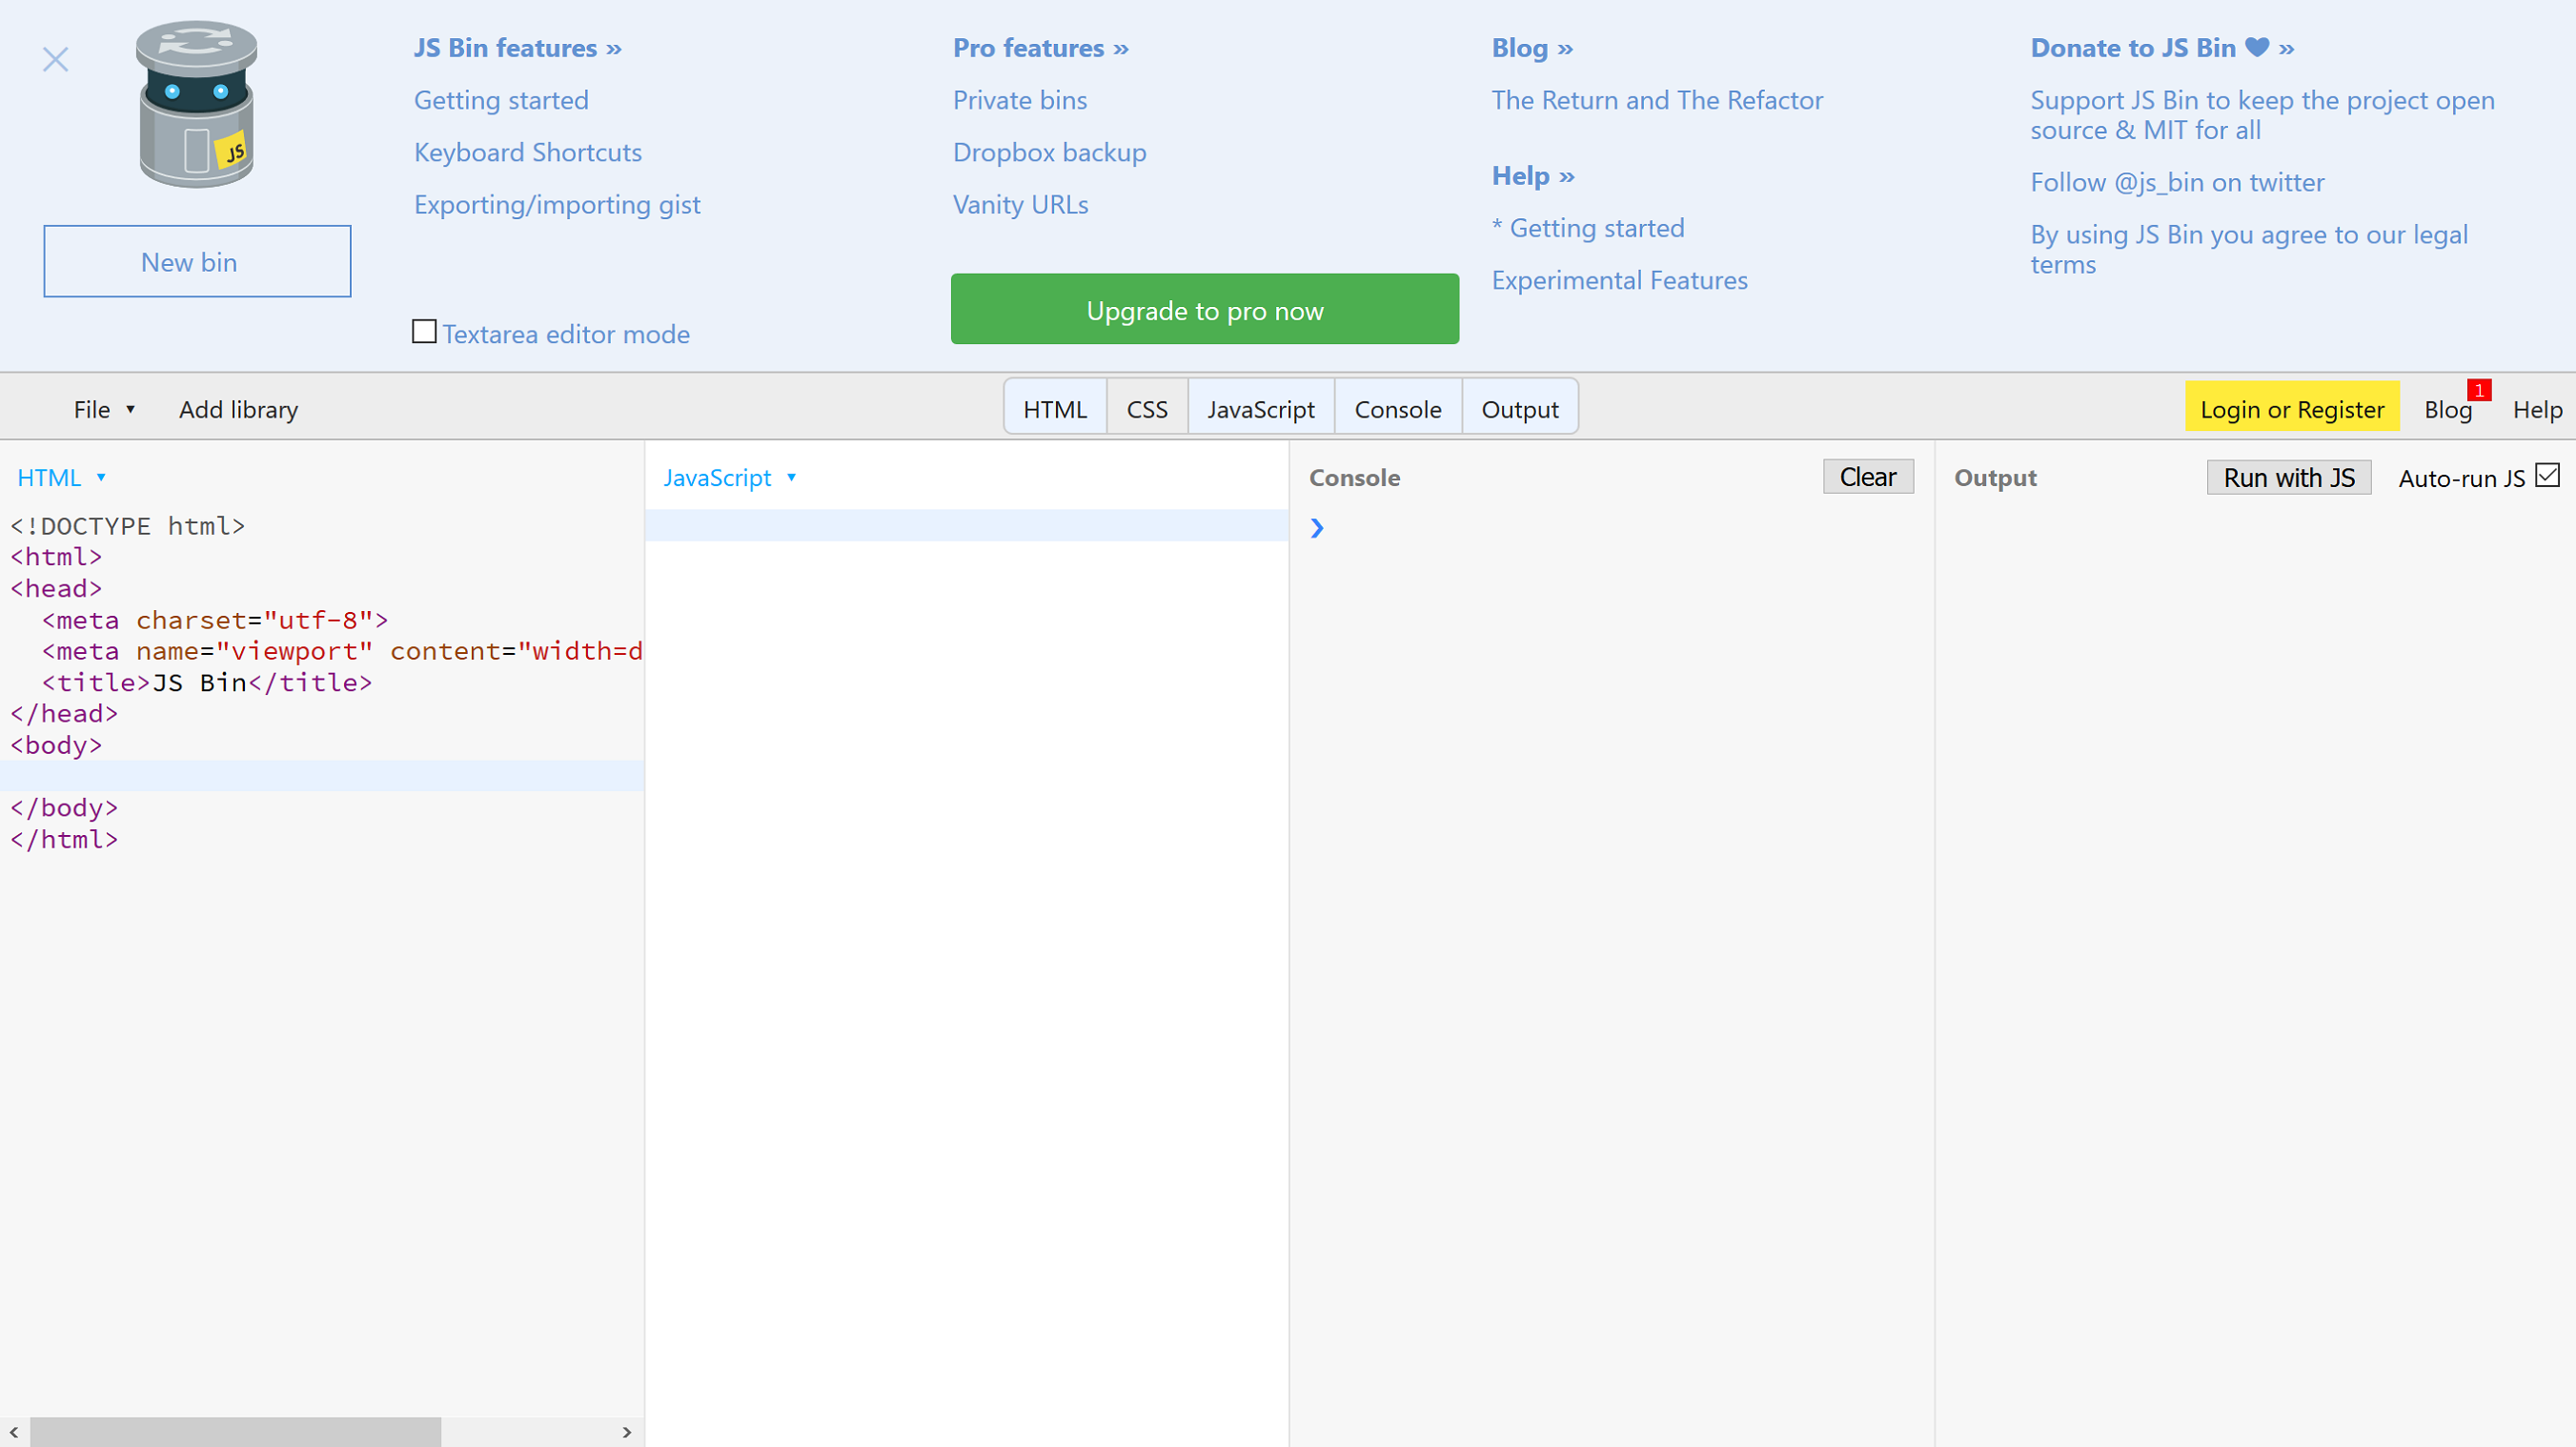 JS
New bin
JS Bin features »
Getting started
Keyboard Shortcuts
Exporting/importing gist
Textarea editor mode
Pro features »
Private bins
Dropbox backup
Vanity URLs
Upgrade to pro now
Blog »
The Return and The Refactor
Help »
* Getting started
Experimental Features
Donate to JS Bin ♥ »
Support JS Bin to keep the project open
source & MIT for all
Follow @js_bin on twitter
By using JS Bin you agree to our legal
terms
File ▼ Add library
HTML CSS JavaScript Console Output
Login or Register Blog 1 Help
HTML ▼
<!DOCTYPE html>
<html>
<head>
  <meta charset="utf-8">
  <meta name="viewport" content="width=d
  <title>JS Bin</title>
</head>
<body>
</body>
</html>
JavaScript ▼
Console Clear
❯
Output Run with JS Auto-run JS